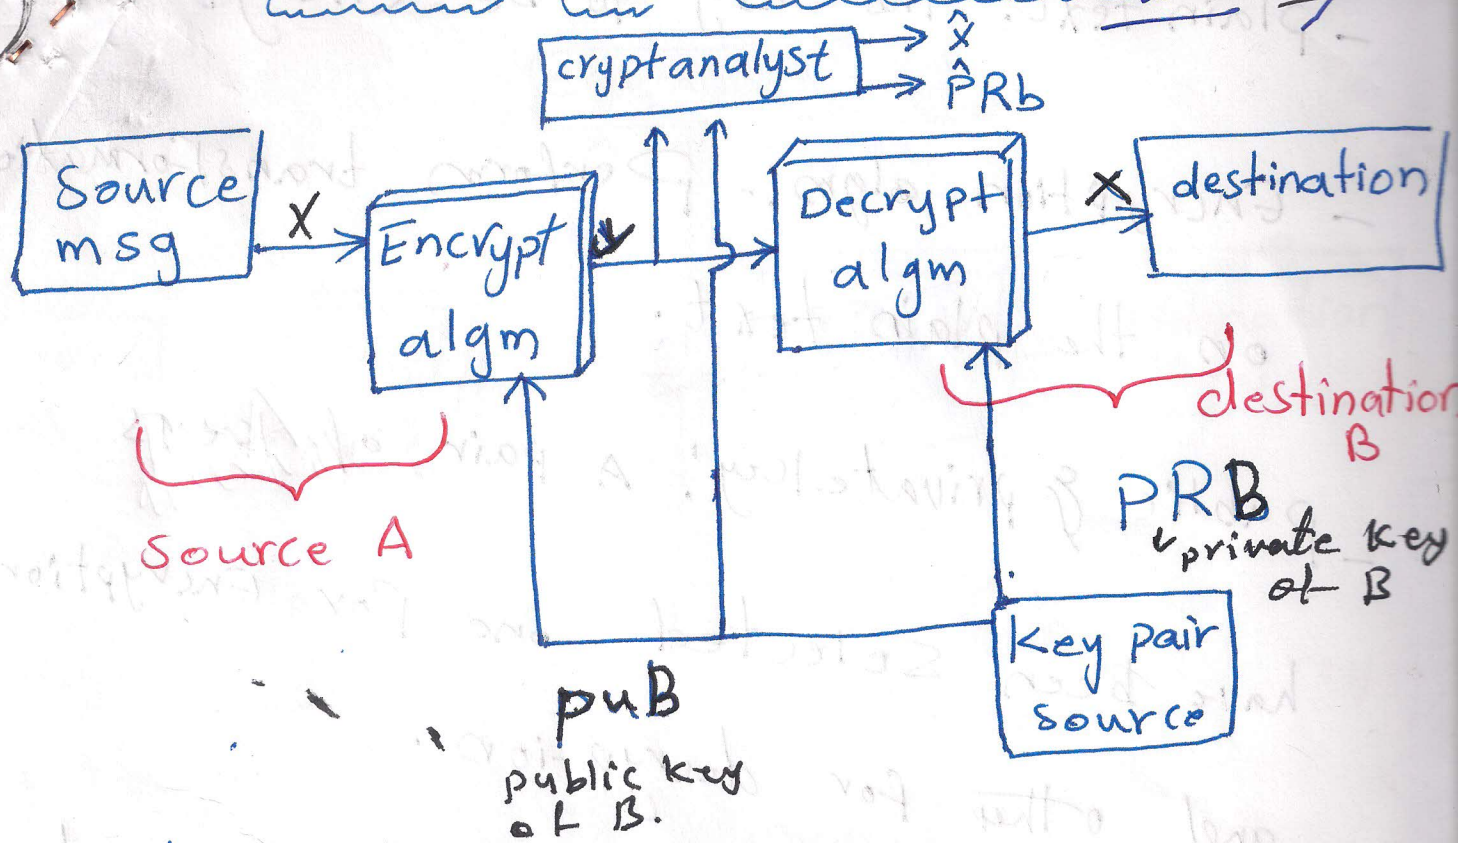 cryptanalyst
X̂
P̂Rb
Source
msg
X
Encrypt
algm
Y
Decrypt
algm
X
destination
Source A
destination
B
PRB
private key
of B
Key pair
source
puB
public key
of B.